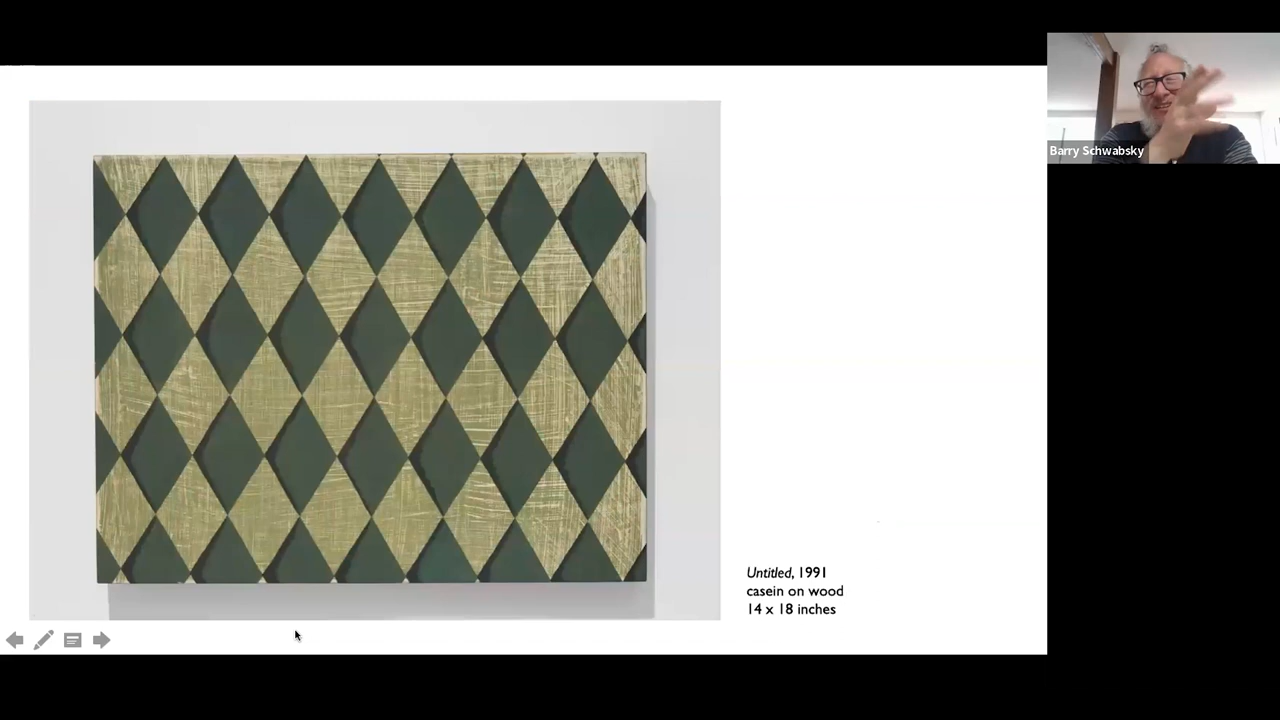 Barry Schwabsky
Untitled, 1991
casein on wood
14 x 18 inches